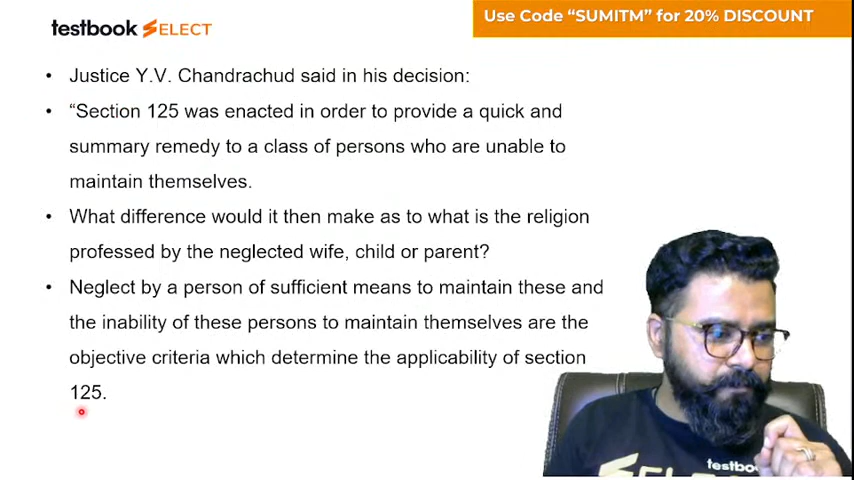 testbook SELECT
Use Code “SUMITM” for 20% DISCOUNT
• Justice Y.V. Chandrachud said in his decision:
• “Section 125 was enacted in order to provide a quick and
summary remedy to a class of persons who are unable to
maintain themselves.
• What difference would it then make as to what is the religion
professed by the neglected wife, child or parent?
• Neglect by a person of sufficient means to maintain these and
the inability of these persons to maintain themselves are the
objective criteria which determine the applicability of section
125.
testbo
SELE